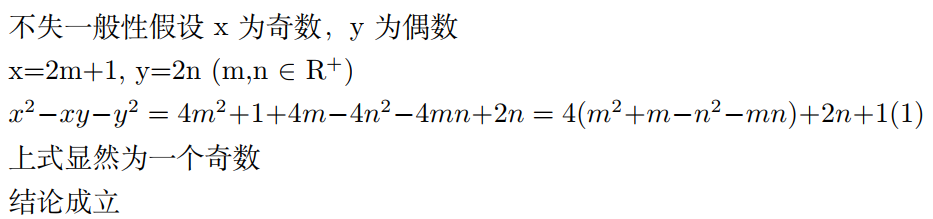 不失一般性假设 x 为奇数，y 为偶数
x=2m+1, y=2n (m,n ∈ R⁺)
x²−xy−y² = 4m²+1+4m−4n²−4mn+2n = 4(m²+m−n²−mn)+2n+1(1)
上式显然为一个奇数
结论成立